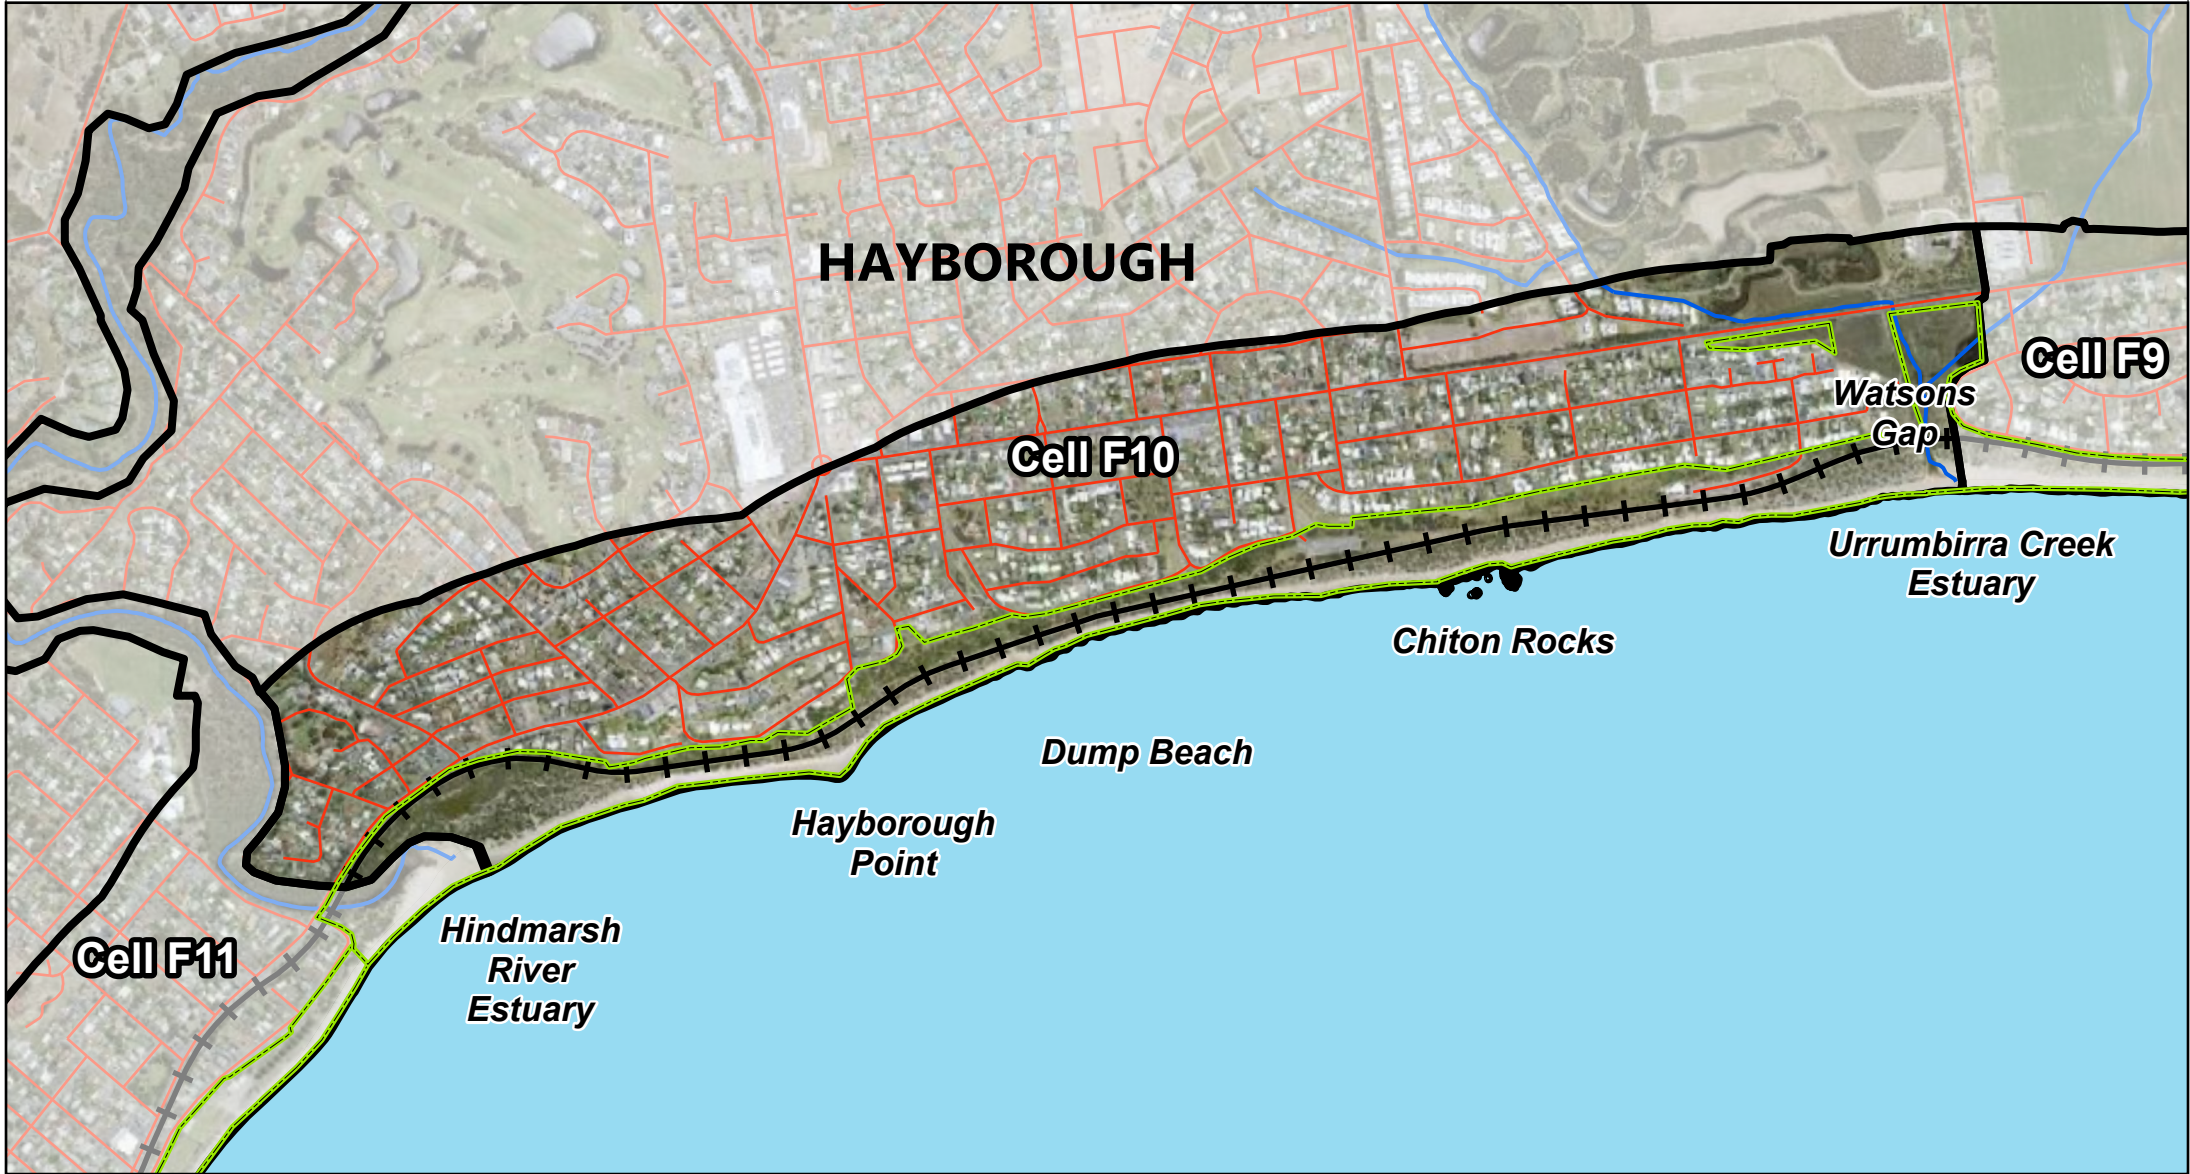 HAYBOROUGH
Cell F9
Watsons
Gap
Cell F10
Urrumbirra Creek
Estuary
Chiton Rocks
Dump Beach
Hayborough
Point
Hindmarsh
River
Estuary
Cell F11